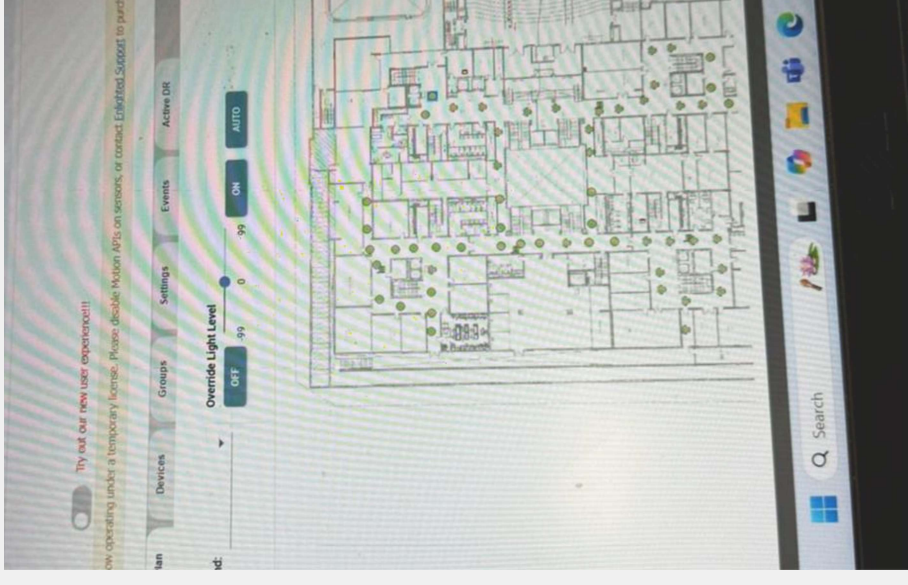 Try out our new user experience!!!
ow operating under a temporary license. Please disable Motion APIs on sensors, or contact Enlighted Support to purch
lan Devices Groups Settings Events Active DR
Override Light Level
nd: OFF -99 0 99 ON AUTO
Search